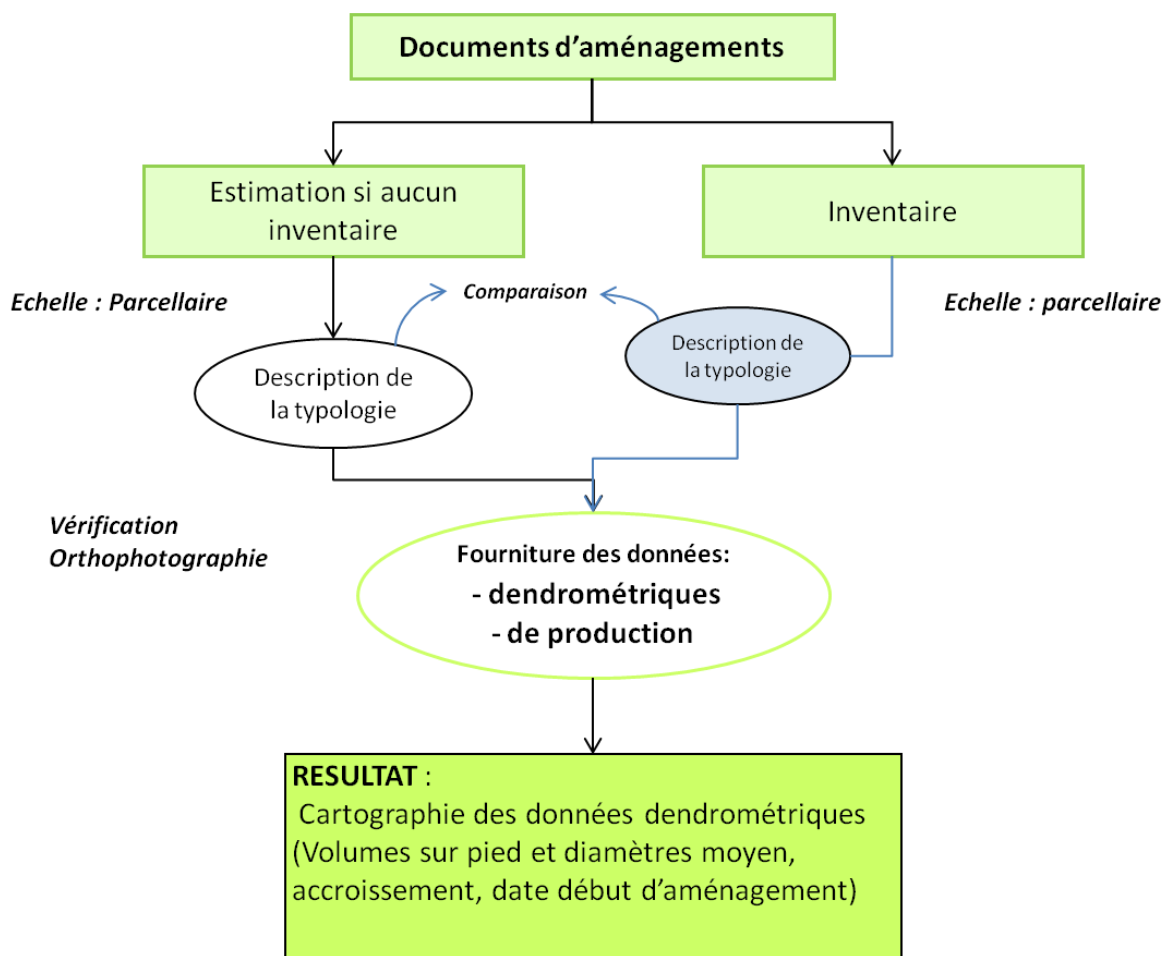 Documents d’aménagements
Estimation si aucun
inventaire
Inventaire
Echelle : Parcellaire
Comparaison
Echelle : parcellaire
Description de
la typologie
Description de
la typologie
Vérification
Orthophotographie
Fourniture des données:
- dendrométriques
- de production
RESULTAT :
Cartographie des données dendrométriques
(Volumes sur pied et diamètres moyen,
accroissement, date début d’aménagement)